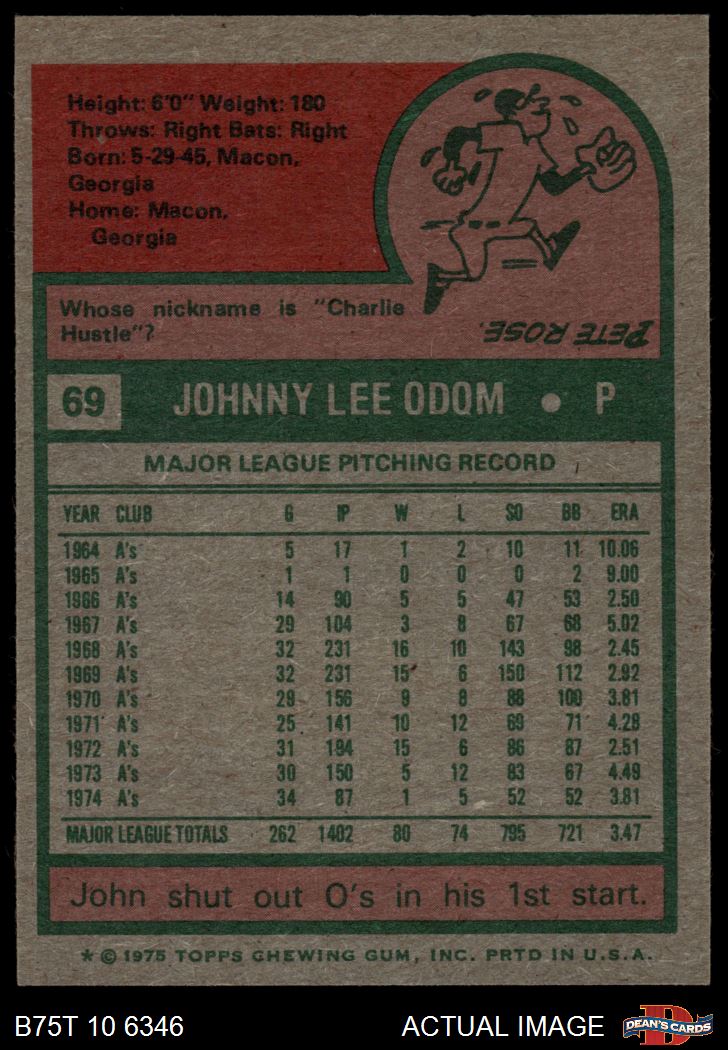 Height: 6'0" Weight: 180
Throws: Right Bats: Right
Born: 5-29-45, Macon,
Georgia
Home: Macon,
Georgia
Whose nickname is "Charlie
Hustle"?
PETE ROSE.
69 JOHNNY LEE ODOM • P
MAJOR LEAGUE PITCHING RECORD
YEAR CLUB G IP W L SO BB ERA
1964 A's 5 17 1 2 10 11 10.06
1965 A's 1 1 0 0 0 2 9.00
1966 A's 14 90 5 5 47 53 2.50
1967 A's 29 104 3 8 67 68 5.02
1968 A's 32 231 16 10 143 98 2.45
1969 A's 32 231 15 6 150 112 2.92
1970 A's 29 156 9 8 88 100 3.81
1971 A's 25 141 10 12 69 71 4.28
1972 A's 31 194 15 6 86 87 2.51
1973 A's 30 150 5 12 83 67 4.49
1974 A's 34 87 1 5 52 52 3.81
MAJOR LEAGUE TOTALS 262 1402 80 74 795 721 3.47
John shut out O's in his 1st start.
* © 1975 TOPPS CHEWING GUM, INC. PRTD IN U.S.A.
B75T 10 6346 ACTUAL IMAGE DEAN'S CARDS